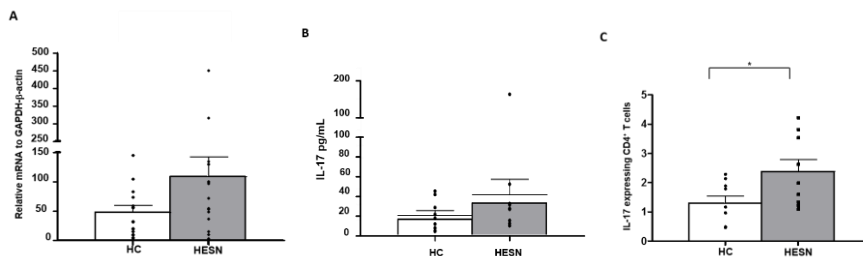 A
Relative mRNA to GAPDH-β-actin
500
450
400
350
300
250
150
100
50
0
HC
HESN
B
IL-17 pg/mL
200
100
80
60
40
20
0
HC
HESN
C
*
IL-17 expressing CD4⁺ T cells
5
4
3
2
1
0
HC
HESN